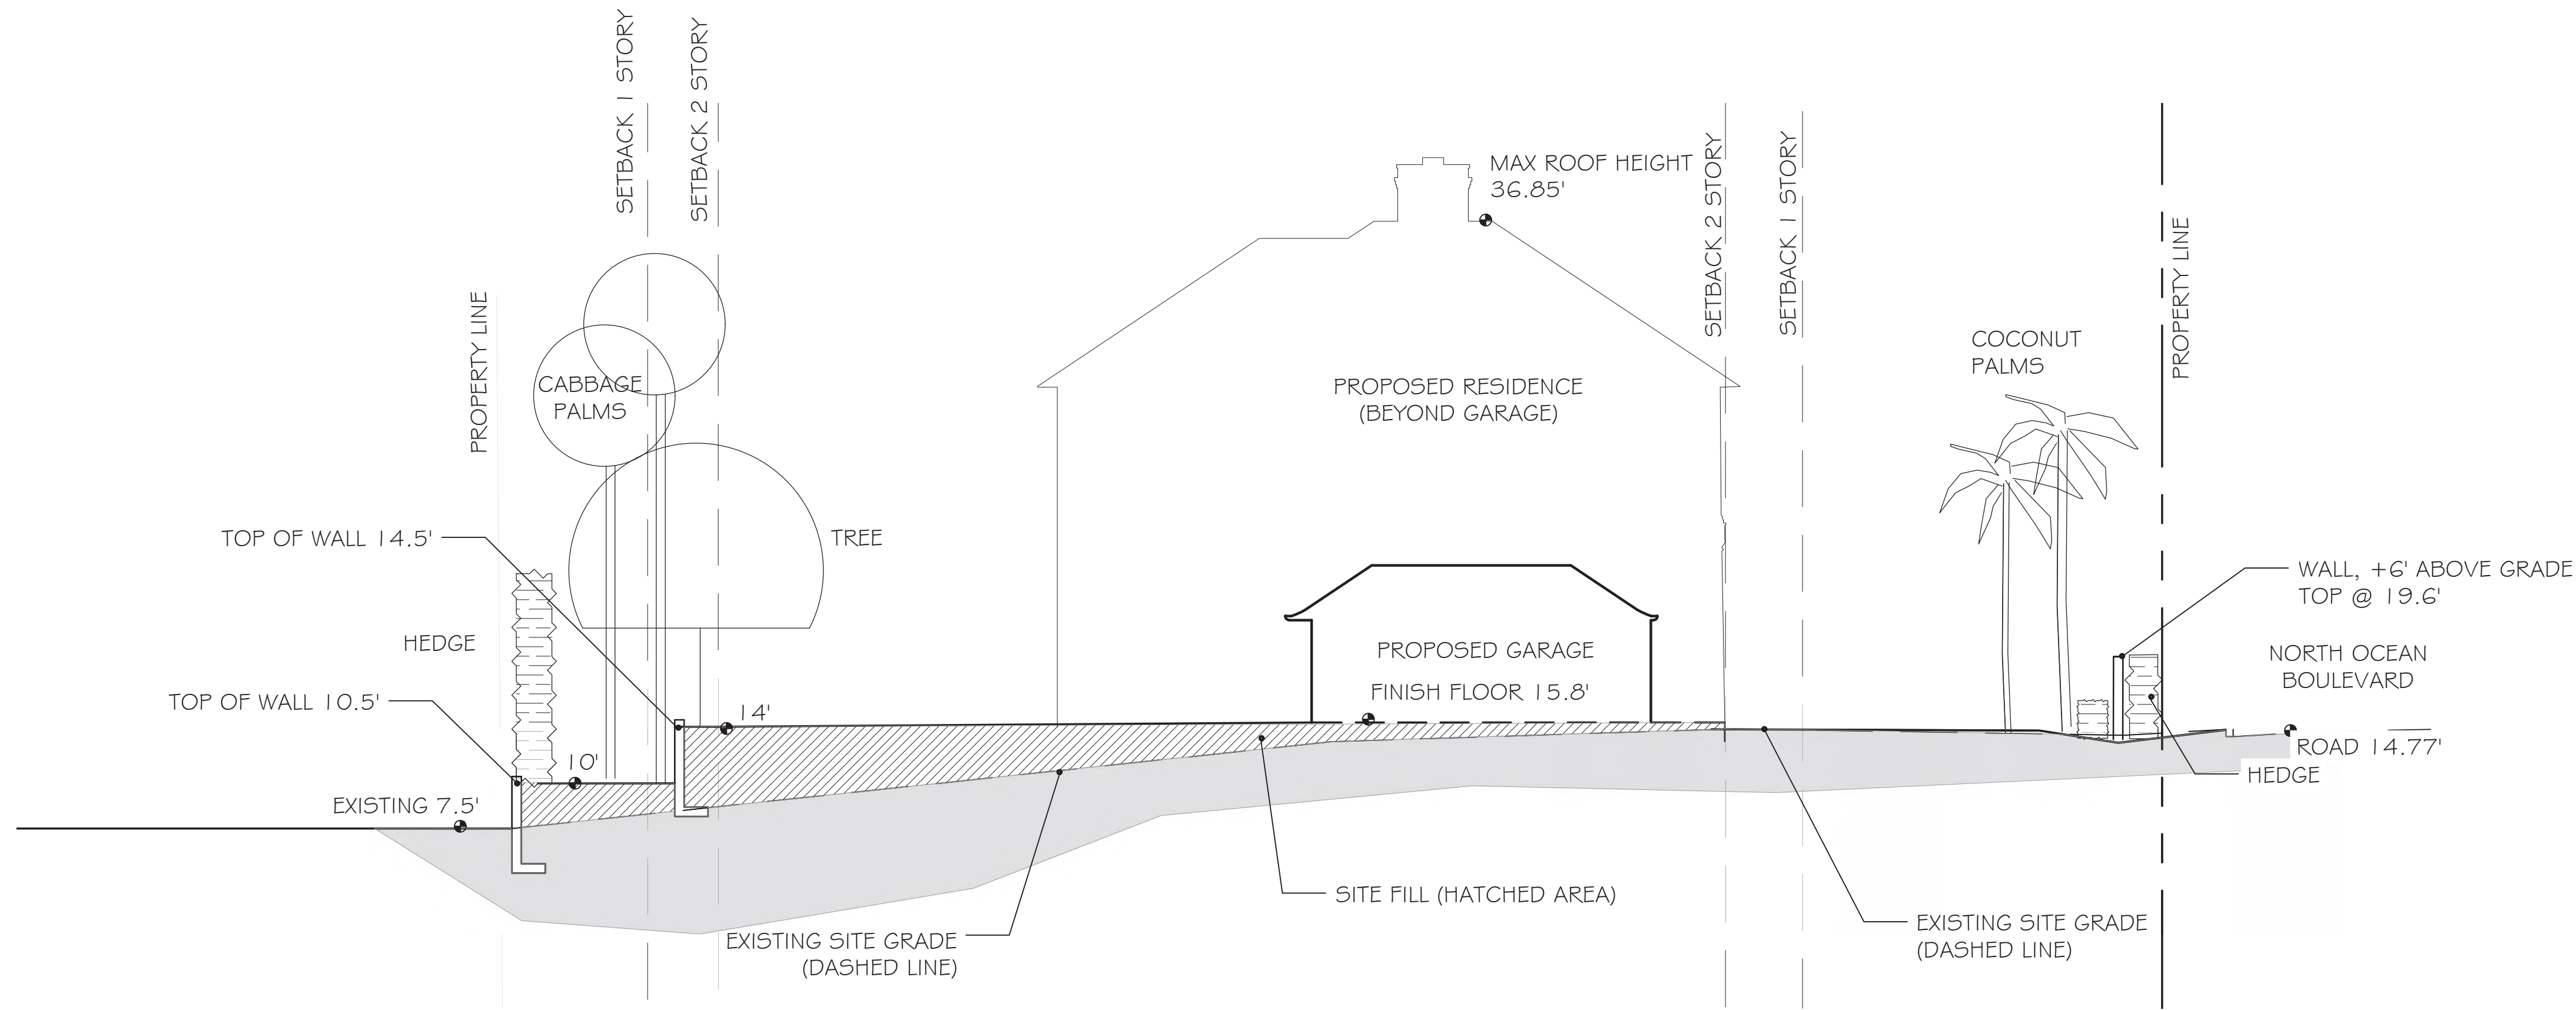 SETBACK 1 STORY
SETBACK 2 STORY
MAX ROOF HEIGHT
36.85'
SETBACK 2 STORY
SETBACK 1 STORY
PROPERTY LINE
PROPERTY LINE
COCONUT
PALMS
CABBAGE
PALMS
PROPOSED RESIDENCE
(BEYOND GARAGE)
TOP OF WALL 14.5'
TREE
WALL, +6' ABOVE GRADE
TOP @ 19.6'
HEDGE
PROPOSED GARAGE
FINISH FLOOR 15.8'
NORTH OCEAN
BOULEVARD
TOP OF WALL 10.5'
14'
10'
ROAD 14.77'
HEDGE
EXISTING 7.5'
SITE FILL (HATCHED AREA)
EXISTING SITE GRADE
(DASHED LINE)
EXISTING SITE GRADE
(DASHED LINE)